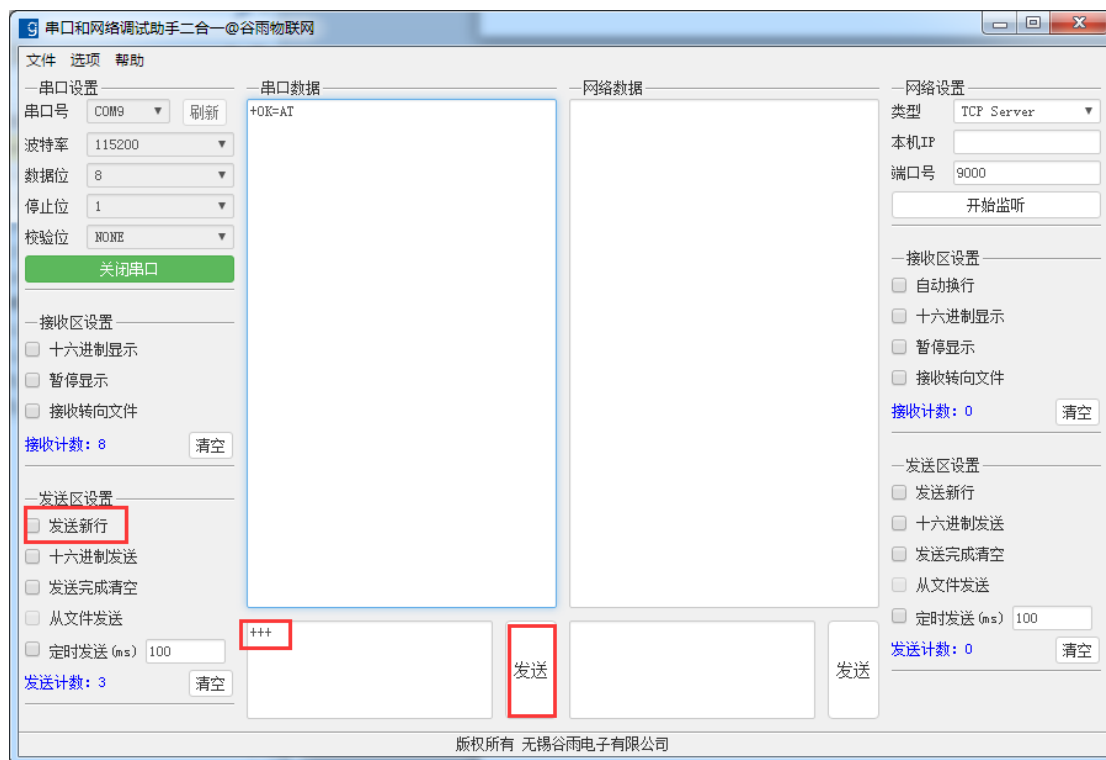 串口和网络调试助手二合一@谷雨物联网
文件 选项 帮助
串口设置
串口号 COM9 刷新
波特率 115200
数据位 8
停止位 1
校验位 NONE
关闭串口
接收区设置
十六进制显示
暂停显示
接收转向文件
接收计数: 8 清空
发送区设置
发送新行
十六进制发送
发送完成清空
从文件发送
定时发送(ms) 100
发送计数: 3 清空
串口数据
+OK=AT
+++
发送
网络数据
发送
网络设置
类型 TCP Server
本机IP
端口号 9000
开始监听
接收区设置
自动换行
十六进制显示
暂停显示
接收转向文件
接收计数: 0 清空
发送区设置
发送新行
十六进制发送
发送完成清空
从文件发送
定时发送(ms) 100
发送计数: 0 清空
版权所有 无锡谷雨电子有限公司